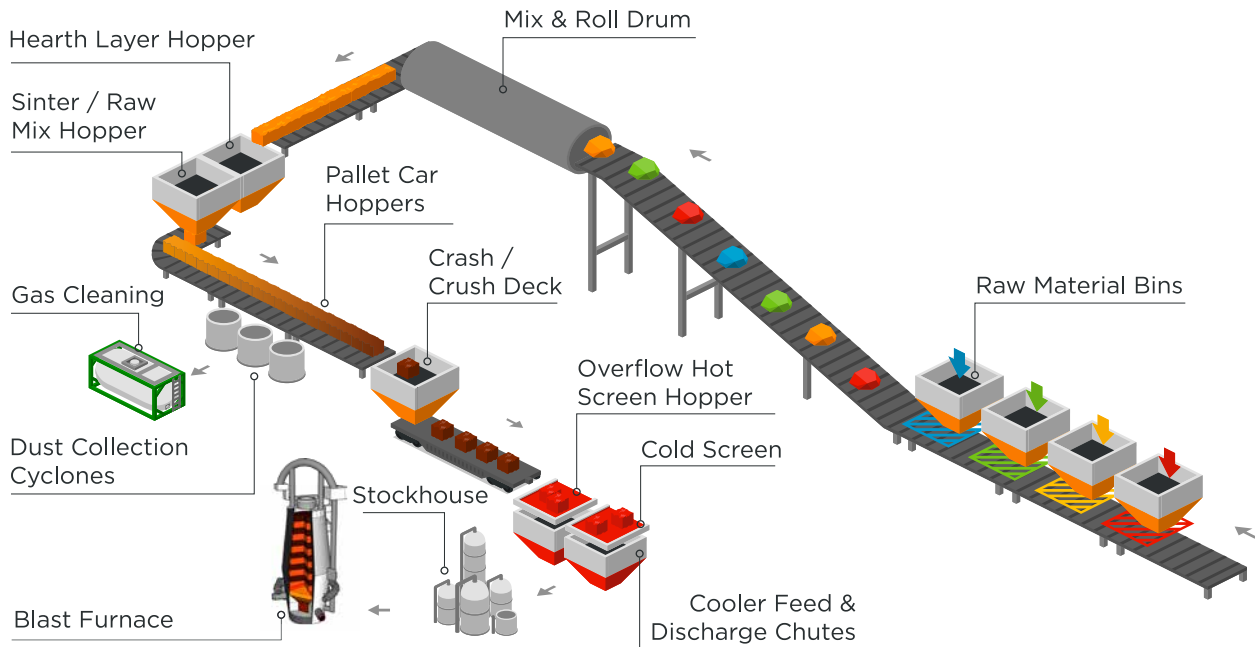 Mix & Roll Drum
Hearth Layer Hopper
Sinter / Raw
Mix Hopper
Pallet Car
Hoppers
Crash /
Crush Deck
Raw Material Bins
Gas Cleaning
Overflow Hot
Screen Hopper
Dust Collection
Cyclones
Cold Screen
Stockhouse
Blast Furnace
Cooler Feed &
Discharge Chutes